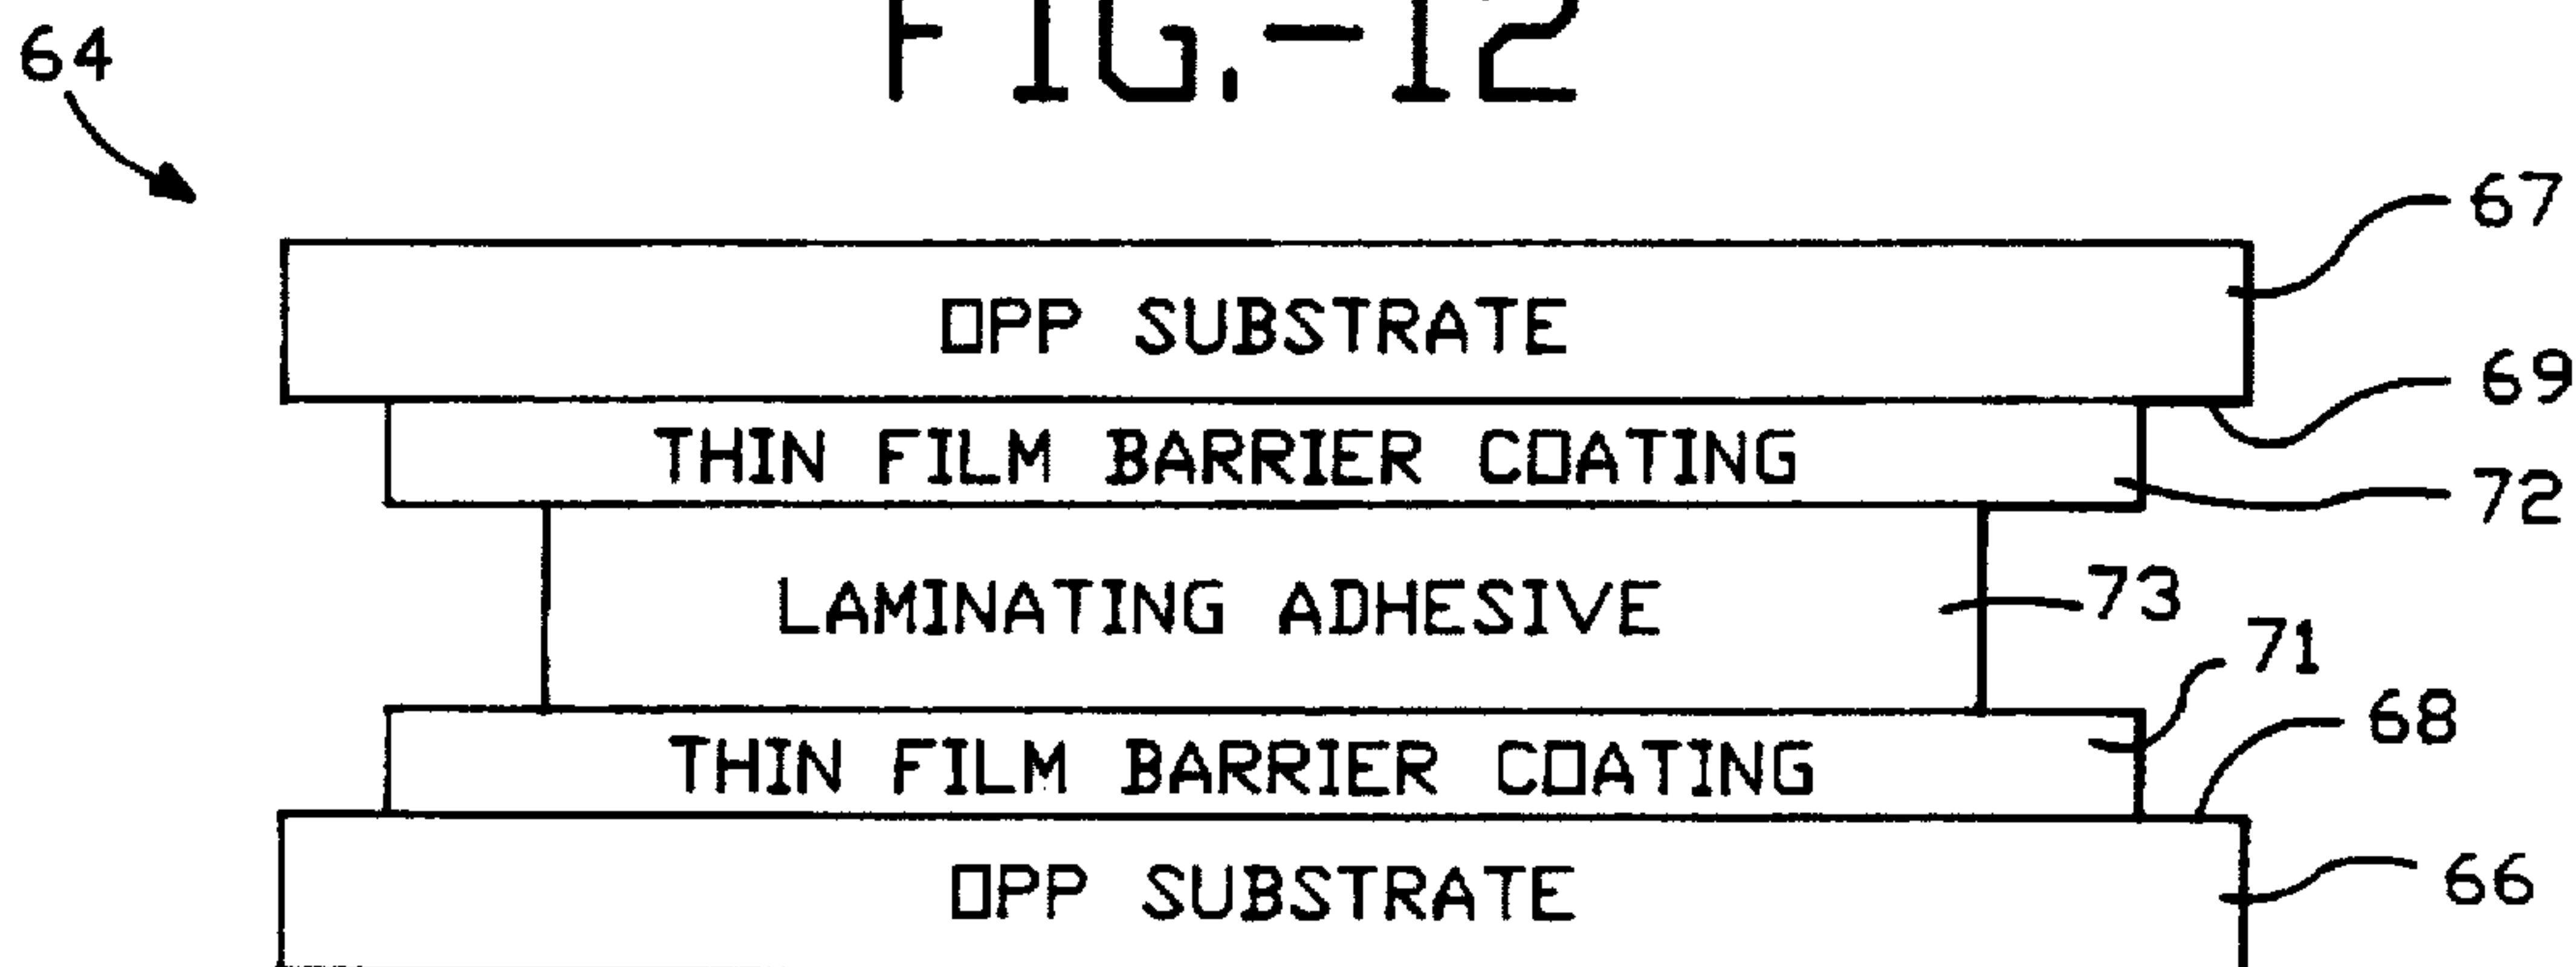 FIG.-12
64
67
OPP SUBSTRATE
69
THIN FILM BARRIER COATING
72
LAMINATING ADHESIVE
73
71
THIN FILM BARRIER COATING
68
OPP SUBSTRATE
66